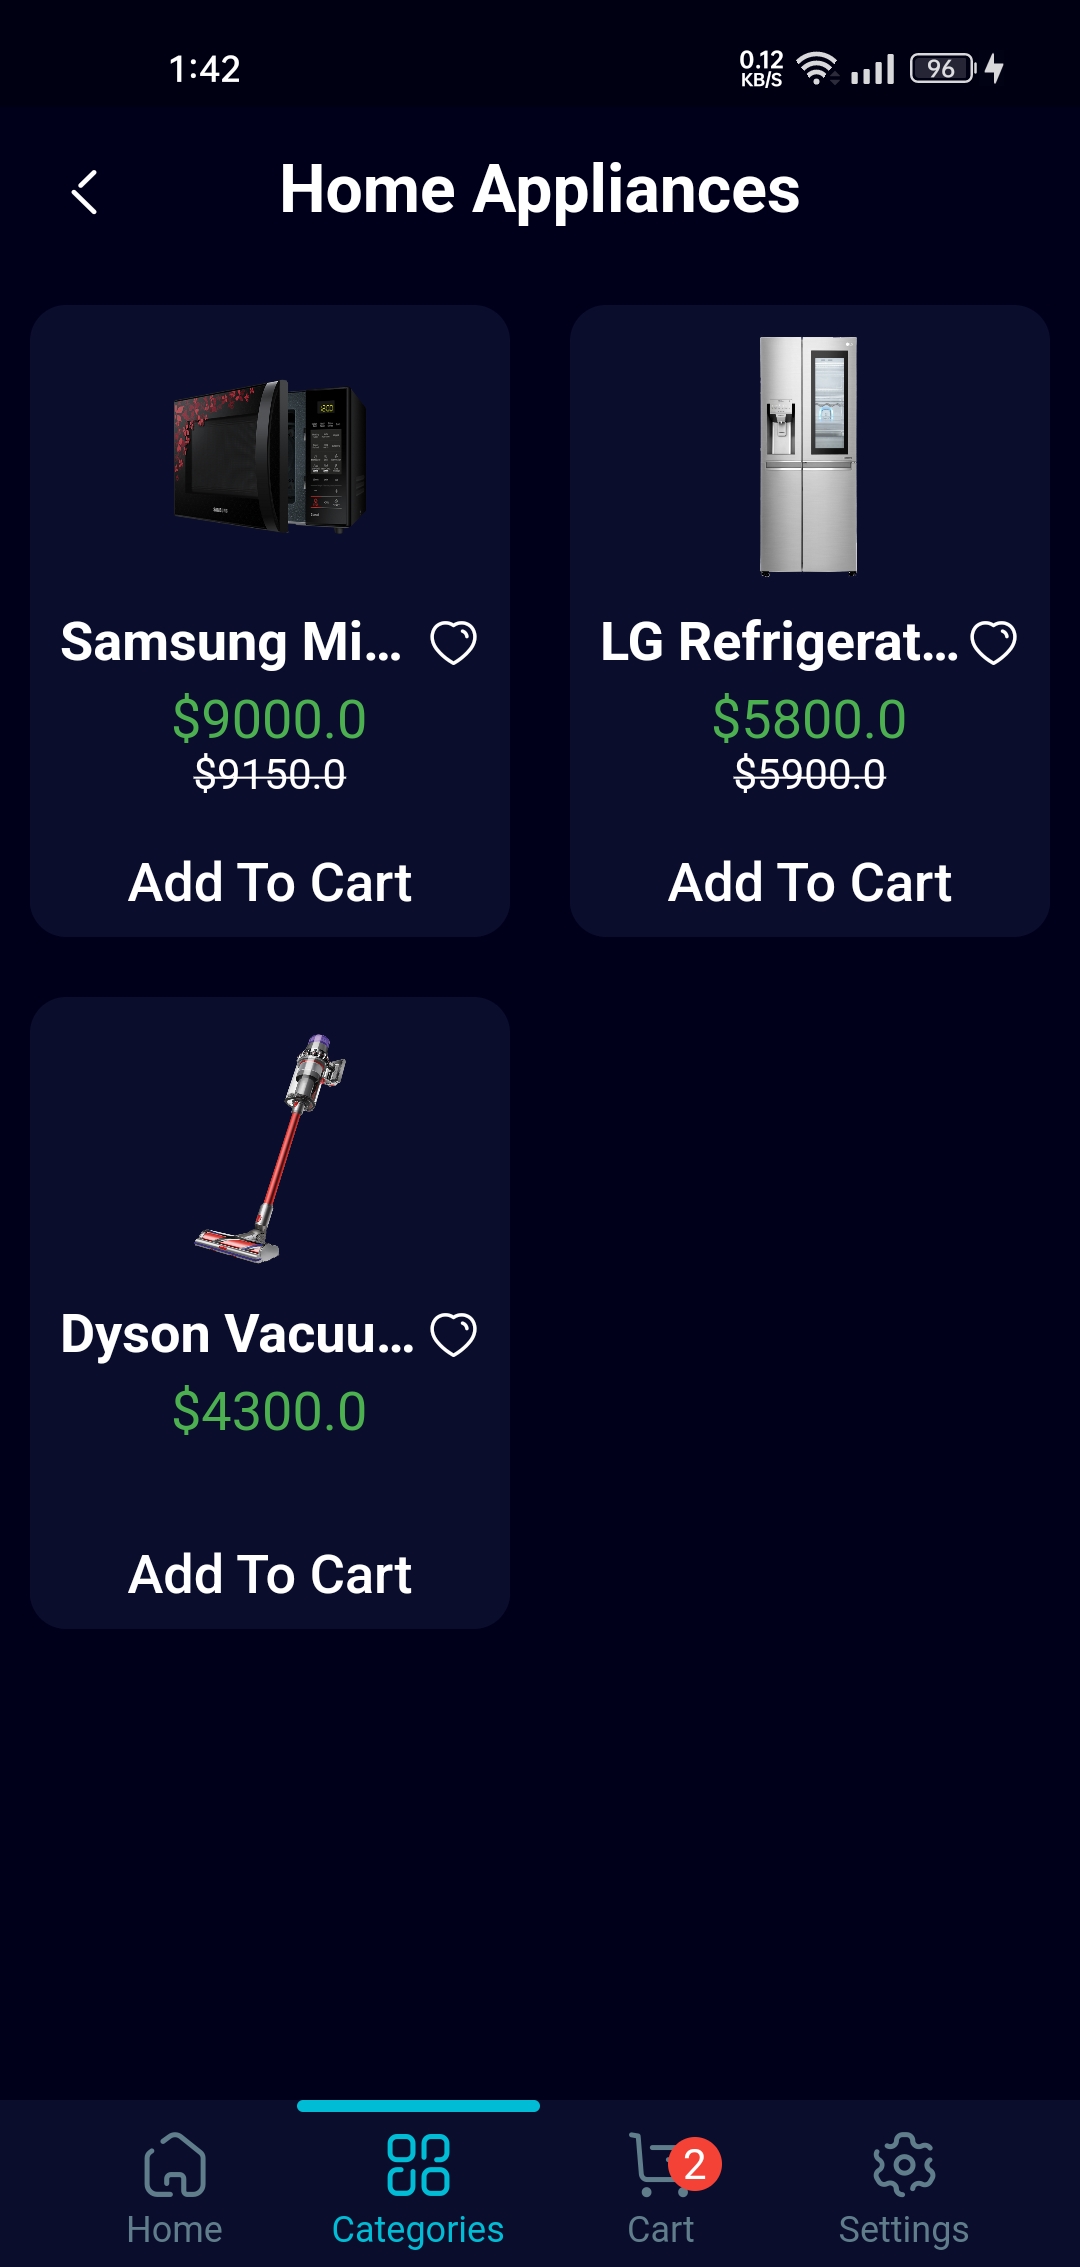 1:42
0.12
KB/S
96
Home Appliances
Samsung Mi...
$9000.0
$9150.0
Add To Cart
LG Refrigerat...
$5800.0
$5900.0
Add To Cart
Dyson Vacuu...
$4300.0
Add To Cart
Home
Categories
2
Cart
Settings